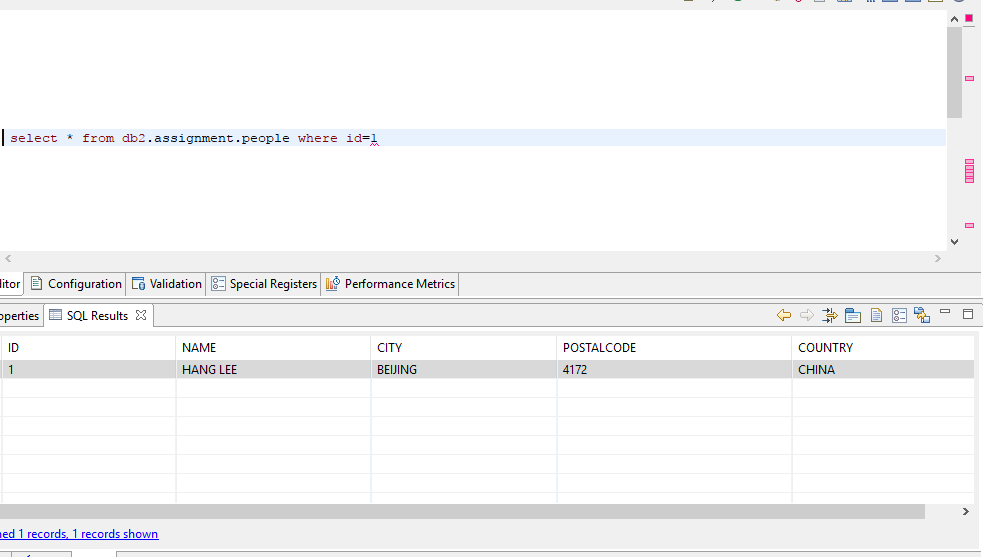 select * from db2.assignment.people where id=1
itor Configuration Validation Special Registers Performance Metrics
operties SQL Results
ID NAME CITY POSTALCODE COUNTRY
1 HANG LEE BEIJING 4172 CHINA
ned 1 records, 1 records shown